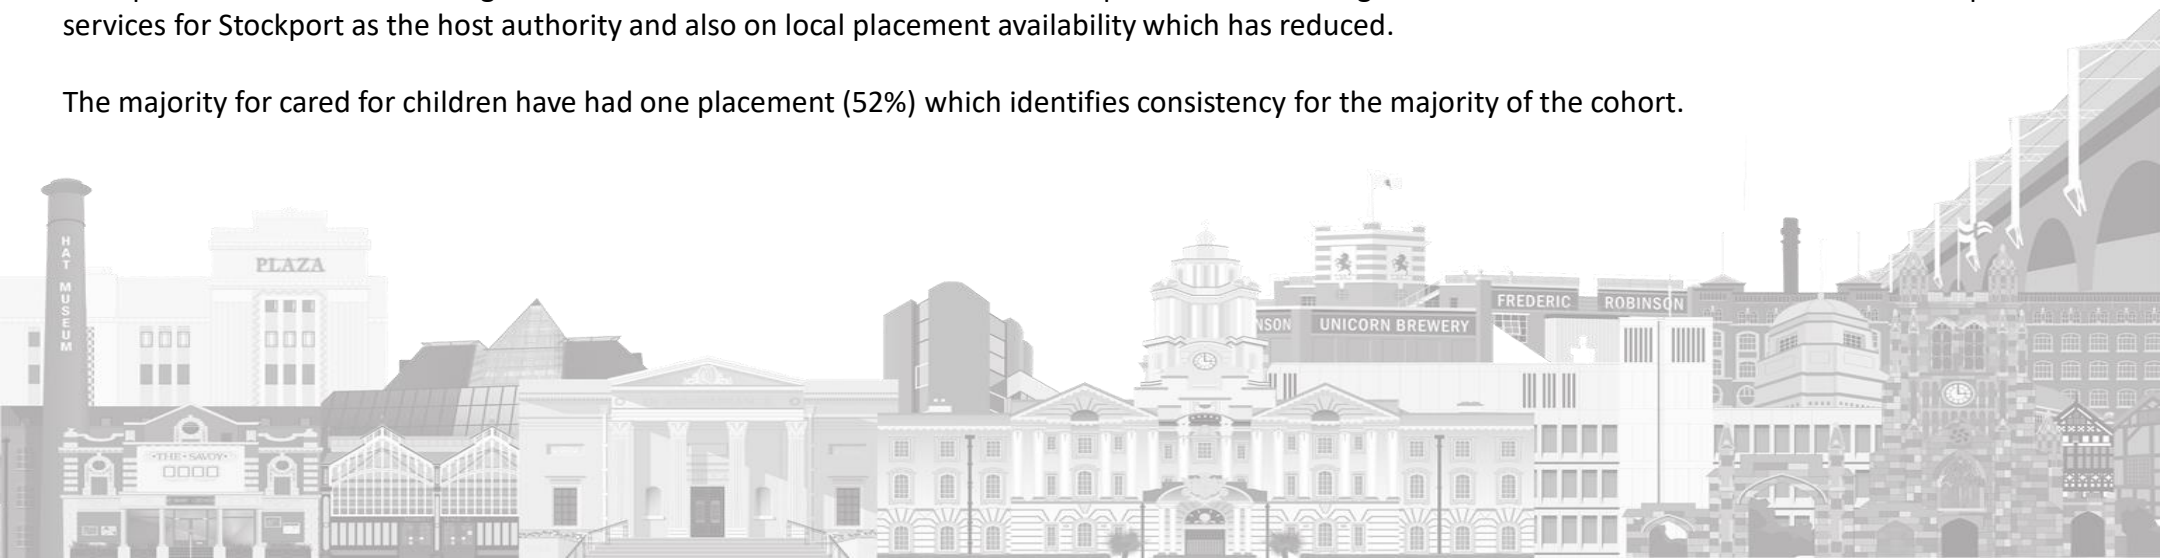 services for Stockport as the host authority and also on local placement availability which has reduced.
The majority for cared for children have had one placement (52%) which identifies consistency for the majority of the cohort.
HAT MUSEUM
PLAZA
FREDERIC ROBINSON
NSON UNICORN BREWERY
THE SAVOY